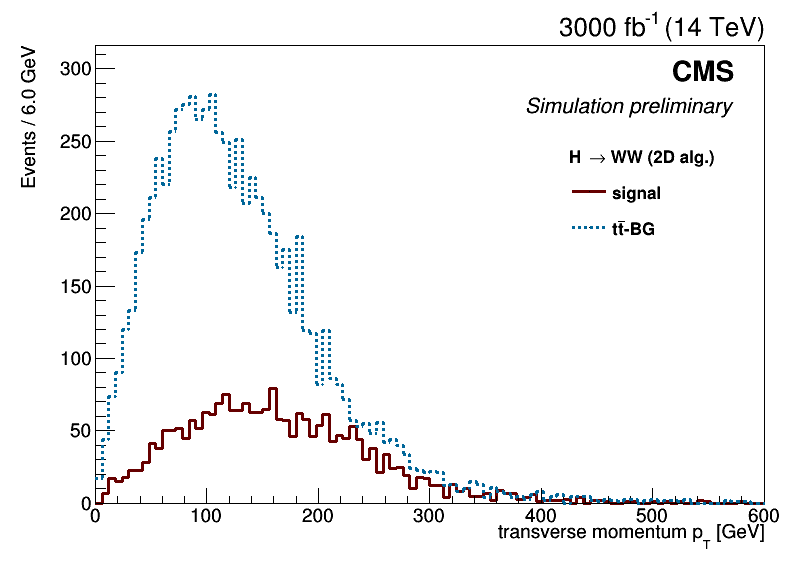 3000 fb⁻¹ (14 TeV)
Events / 6.0 GeV
CMS
Simulation preliminary
H → WW (2D alg.)
signal
tt̄-BG
300
250
200
150
100
50
0
0 100 200 300 400 500 600
transverse momentum p_T [GeV]